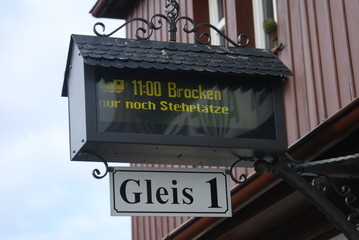 11:00 Brocken
nur noch Stehplätze
Gleis 1